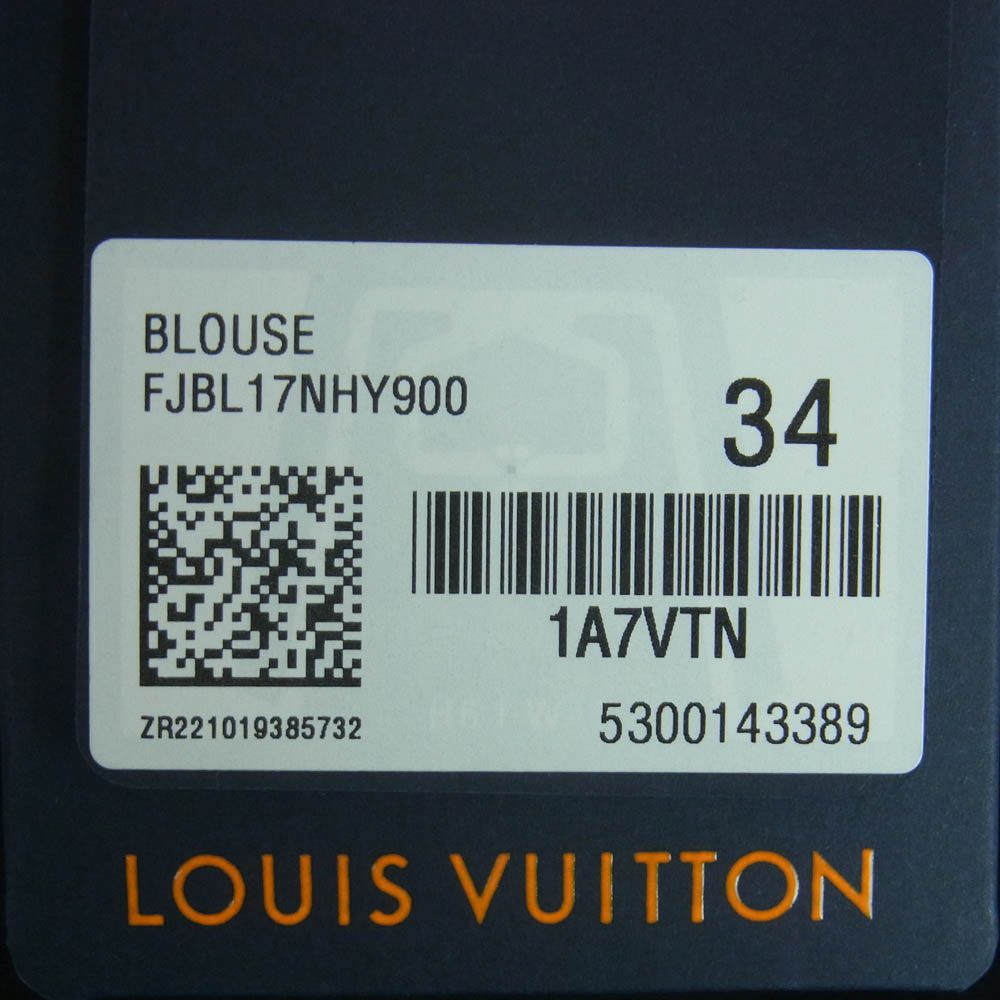 BLOUSE
FJBL17NHY900
34
1A7VTN
ZR221019385732
5300143389
LOUIS VUITTON